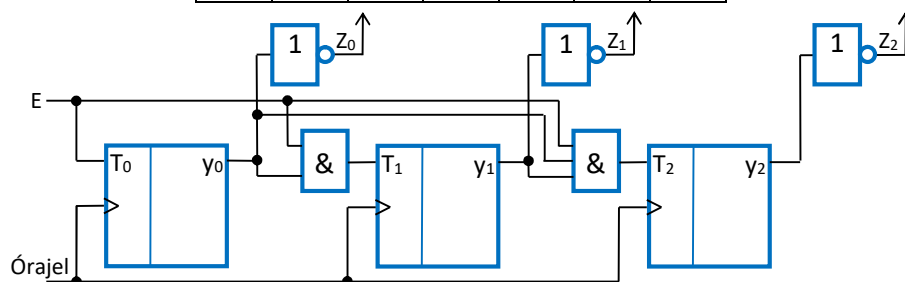 1 Z₀ 1 Z₁ 1 Z₂
E
T₀ y₀ & T₁ y₁ & T₂ y₂
Órajel